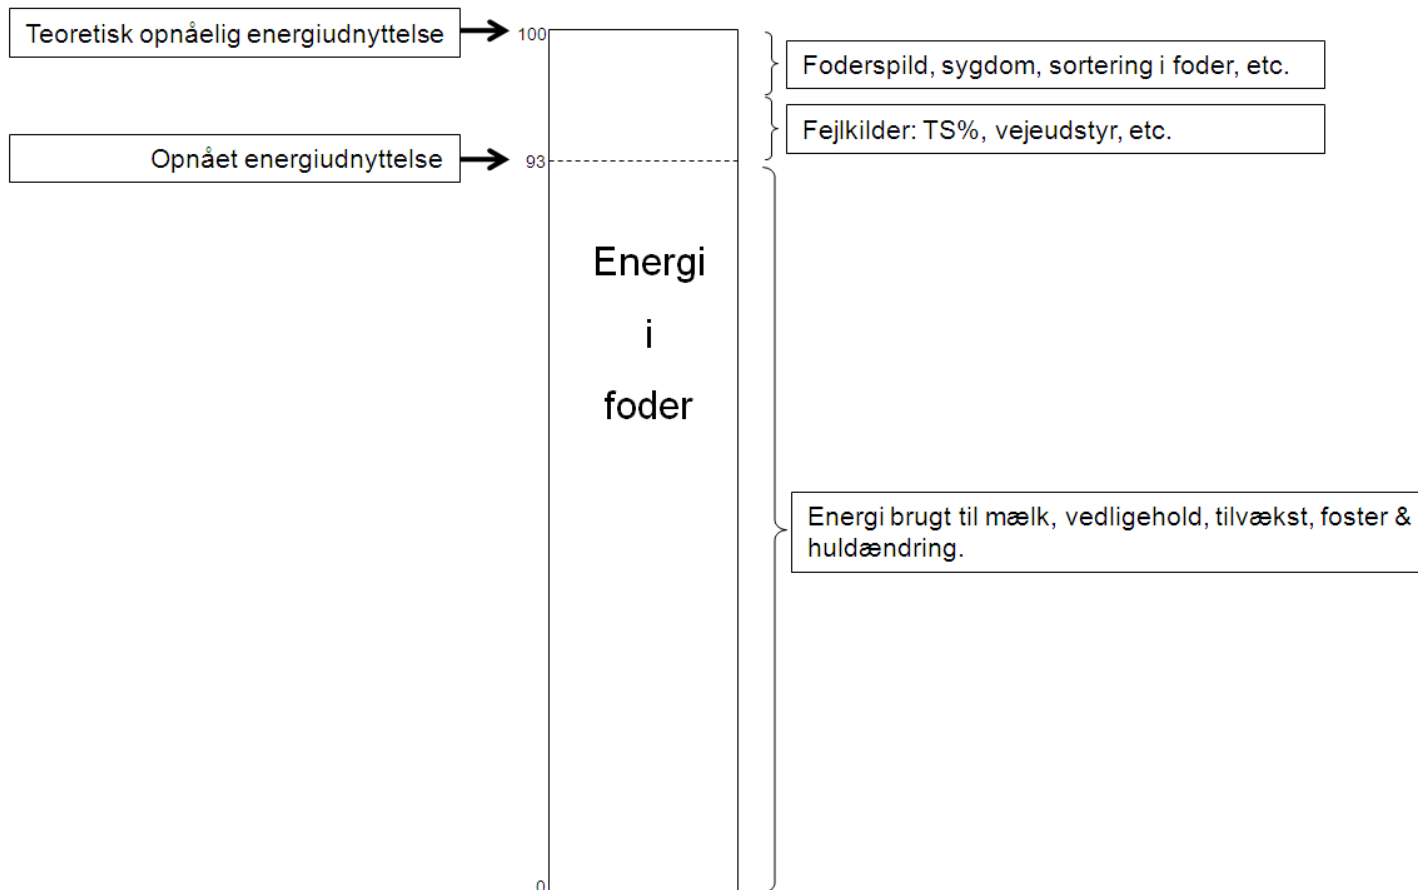 Teoretisk opnåelig energiudnyttelse
100
Foderspild, sygdom, sortering i foder, etc.
Fejlkilder: TS%, vejeudstyr, etc.
Opnået energiudnyttelse
93
Energi
i
foder
Energi brugt til mælk, vedligehold, tilvækst, foster &
huldændring.
0